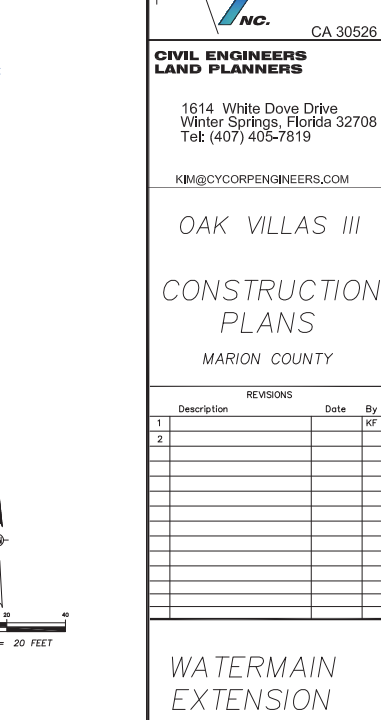 NC.
CA 30526
CIVIL ENGINEERS
LAND PLANNERS
1614 White Dove Drive
Winter Springs, Florida 32708
Tel: (407) 405-7819
KIM@CYCORPENGINEERS.COM
OAK VILLAS III
CONSTRUCTION
PLANS
MARION COUNTY
REVISIONS
Description Date By
1 KF
2
20 40
= 20 FEET
WATERMAIN
EXTENSION